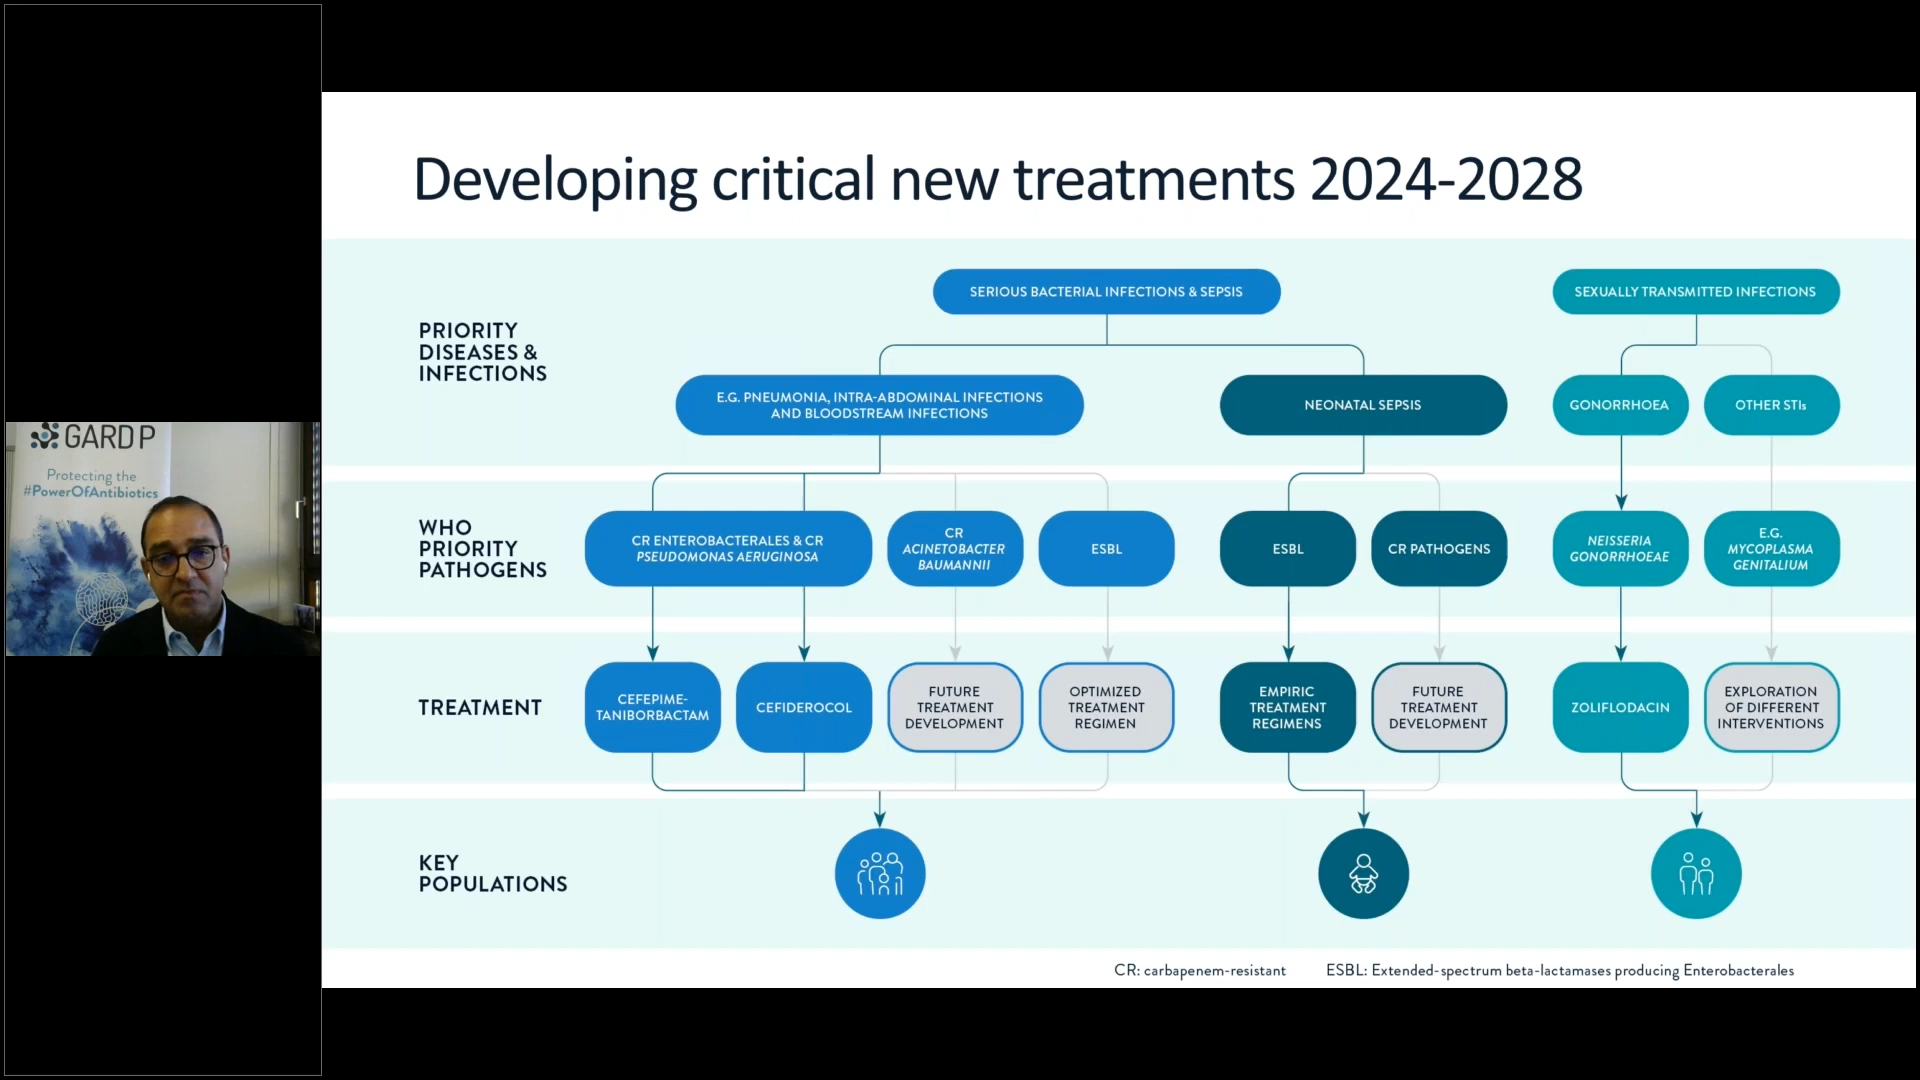 GARDP
Protecting the
#PowerOfAntibiotics
Developing critical new treatments 2024-2028
PRIORITY
DISEASES &
INFECTIONS
SERIOUS BACTERIAL INFECTIONS & SEPSIS
SEXUALLY TRANSMITTED INFECTIONS
E.G. PNEUMONIA, INTRA-ABDOMINAL INFECTIONS
AND BLOODSTREAM INFECTIONS
NEONATAL SEPSIS
GONORRHOEA
OTHER STIs
WHO
PRIORITY
PATHOGENS
CR ENTEROBACTERALES & CR
PSEUDOMONAS AERUGINOSA
CR
ACINETOBACTER
BAUMANNII
ESBL
ESBL
CR PATHOGENS
NEISSERIA
GONORRHOEAE
E.G.
MYCOPLASMA
GENITALIUM
TREATMENT
CEFEPIME-
TANIBORBACTAM
CEFIDEROCOL
FUTURE
TREATMENT
DEVELOPMENT
OPTIMIZED
TREATMENT
REGIMEN
EMPIRIC
TREATMENT
REGIMENS
FUTURE
TREATMENT
DEVELOPMENT
ZOLIFLODACIN
EXPLORATION
OF DIFFERENT
INTERVENTIONS
KEY
POPULATIONS
CR: carbapenem-resistant
ESBL: Extended-spectrum beta-lactamases producing Enterobacterales